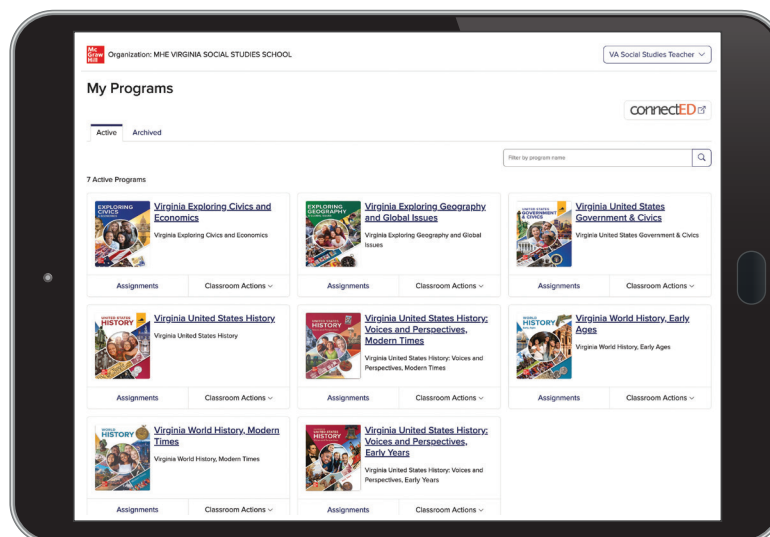 Mc
Graw
Hill
Organization: MHE VIRGINIA SOCIAL STUDIES SCHOOL
VA Social Studies Teacher
My Programs
connectED
Active
Archived
Filter by program name
7 Active Programs
EXPLORING
CIVICS
Virginia Exploring Civics and
Economics
Virginia Exploring Civics and Economics
Assignments
Classroom Actions
EXPLORING
GEOGRAPHY
Virginia Exploring Geography
and Global Issues
Virginia Exploring Geography and Global
Issues
Assignments
Classroom Actions
UNITED STATES
GOVERNMENT
& CIVICS
Virginia United States
Government & Civics
Virginia United States Government & Civics
Assignments
Classroom Actions
UNITED STATES
HISTORY
Virginia United States History
Virginia United States History
Assignments
Classroom Actions
UNITED STATES
HISTORY
Virginia United States History:
Voices and Perspectives,
Modern Times
Virginia United States History: Voices and
Perspectives, Modern Times
Assignments
Classroom Actions
WORLD
HISTORY
Virginia World History, Early
Ages
Virginia World History, Early Ages
Assignments
Classroom Actions
WORLD
HISTORY
Virginia World History, Modern
Times
Virginia World History, Modern Times
Assignments
Classroom Actions
UNITED STATES
HISTORY
Virginia United States History:
Voices and Perspectives,
Early Years
Virginia United States History: Voices and
Perspectives, Early Years
Assignments
Classroom Actions